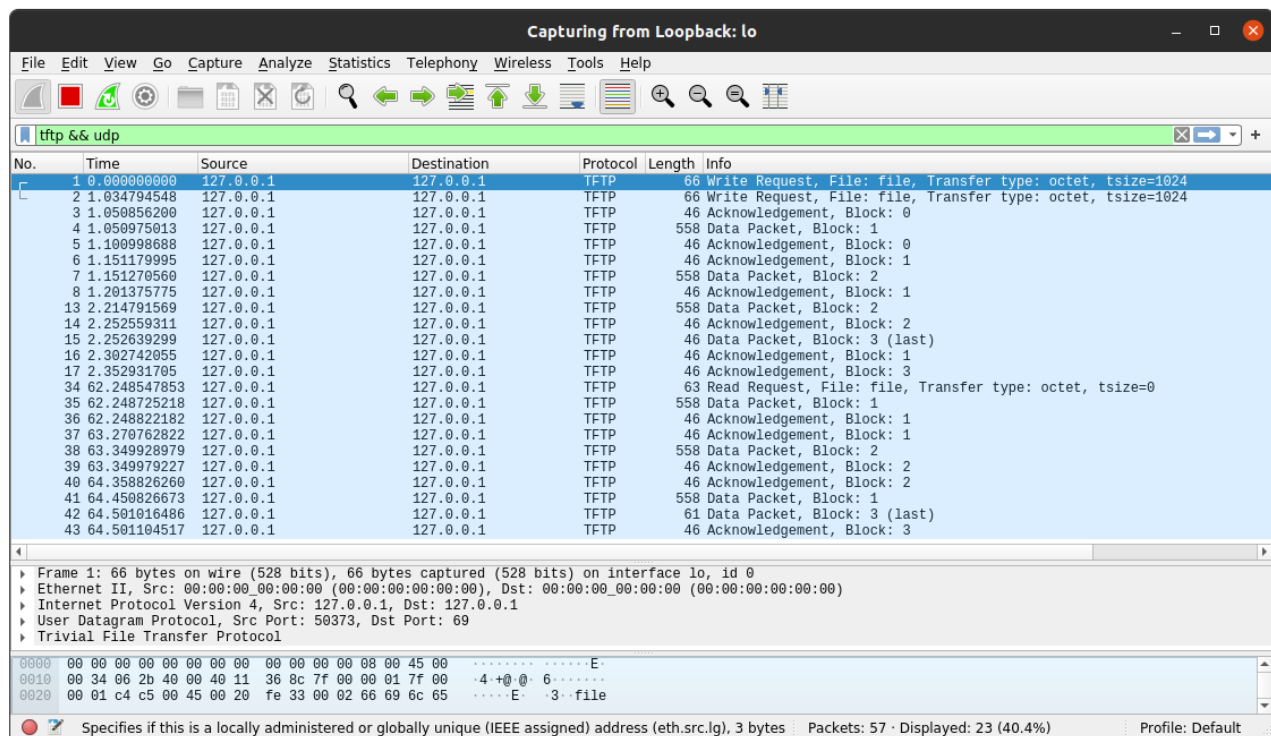 Capturing from Loopback: lo
File Edit View Go Capture Analyze Statistics Telephony Wireless Tools Help
tftp && udp
No. Time Source Destination Protocol Length Info
1 0.000000000 127.0.0.1 127.0.0.1 TFTP 66 Write Request, File: file, Transfer type: octet, tsize=1024
2 1.034794548 127.0.0.1 127.0.0.1 TFTP 66 Write Request, File: file, Transfer type: octet, tsize=1024
3 1.050856200 127.0.0.1 127.0.0.1 TFTP 46 Acknowledgement, Block: 0
4 1.050975013 127.0.0.1 127.0.0.1 TFTP 558 Data Packet, Block: 1
5 1.100998688 127.0.0.1 127.0.0.1 TFTP 46 Acknowledgement, Block: 0
6 1.151179995 127.0.0.1 127.0.0.1 TFTP 46 Acknowledgement, Block: 1
7 1.151270560 127.0.0.1 127.0.0.1 TFTP 558 Data Packet, Block: 2
8 1.201375775 127.0.0.1 127.0.0.1 TFTP 46 Acknowledgement, Block: 1
13 2.214791569 127.0.0.1 127.0.0.1 TFTP 558 Data Packet, Block: 2
14 2.252559311 127.0.0.1 127.0.0.1 TFTP 46 Acknowledgement, Block: 2
15 2.252639299 127.0.0.1 127.0.0.1 TFTP 46 Data Packet, Block: 3 (last)
16 2.302742055 127.0.0.1 127.0.0.1 TFTP 46 Acknowledgement, Block: 1
17 2.352931705 127.0.0.1 127.0.0.1 TFTP 46 Acknowledgement, Block: 3
34 62.248547853 127.0.0.1 127.0.0.1 TFTP 63 Read Request, File: file, Transfer type: octet, tsize=0
35 62.248725218 127.0.0.1 127.0.0.1 TFTP 558 Data Packet, Block: 1
36 62.248822182 127.0.0.1 127.0.0.1 TFTP 46 Acknowledgement, Block: 1
37 63.270762822 127.0.0.1 127.0.0.1 TFTP 46 Acknowledgement, Block: 1
38 63.349928979 127.0.0.1 127.0.0.1 TFTP 558 Data Packet, Block: 2
39 63.349979227 127.0.0.1 127.0.0.1 TFTP 46 Acknowledgement, Block: 2
40 64.358826260 127.0.0.1 127.0.0.1 TFTP 46 Acknowledgement, Block: 2
41 64.450826673 127.0.0.1 127.0.0.1 TFTP 558 Data Packet, Block: 1
42 64.501016486 127.0.0.1 127.0.0.1 TFTP 61 Data Packet, Block: 3 (last)
43 64.501104517 127.0.0.1 127.0.0.1 TFTP 46 Acknowledgement, Block: 3
Frame 1: 66 bytes on wire (528 bits), 66 bytes captured (528 bits) on interface lo, id 0
Ethernet II, Src: 00:00:00_00:00:00 (00:00:00:00:00:00), Dst: 00:00:00_00:00:00 (00:00:00:00:00:00)
Internet Protocol Version 4, Src: 127.0.0.1, Dst: 127.0.0.1
User Datagram Protocol, Src Port: 50373, Dst Port: 69
Trivial File Transfer Protocol
0000 00 00 00 00 00 00 00 00 00 00 00 00 08 00 45 00 ········ ······E·
0010 00 34 06 2b 40 00 40 11 36 8c 7f 00 00 01 7f 00 ·4·+@·@· 6·······
0020 00 01 c4 c5 00 45 00 20 fe 33 00 02 66 69 6c 65 ·····E· ·3··file
Specifies if this is a locally administered or globally unique (IEEE assigned) address (eth.src.lg), 3 bytes Packets: 57 · Displayed: 23 (40.4%) Profile: Default